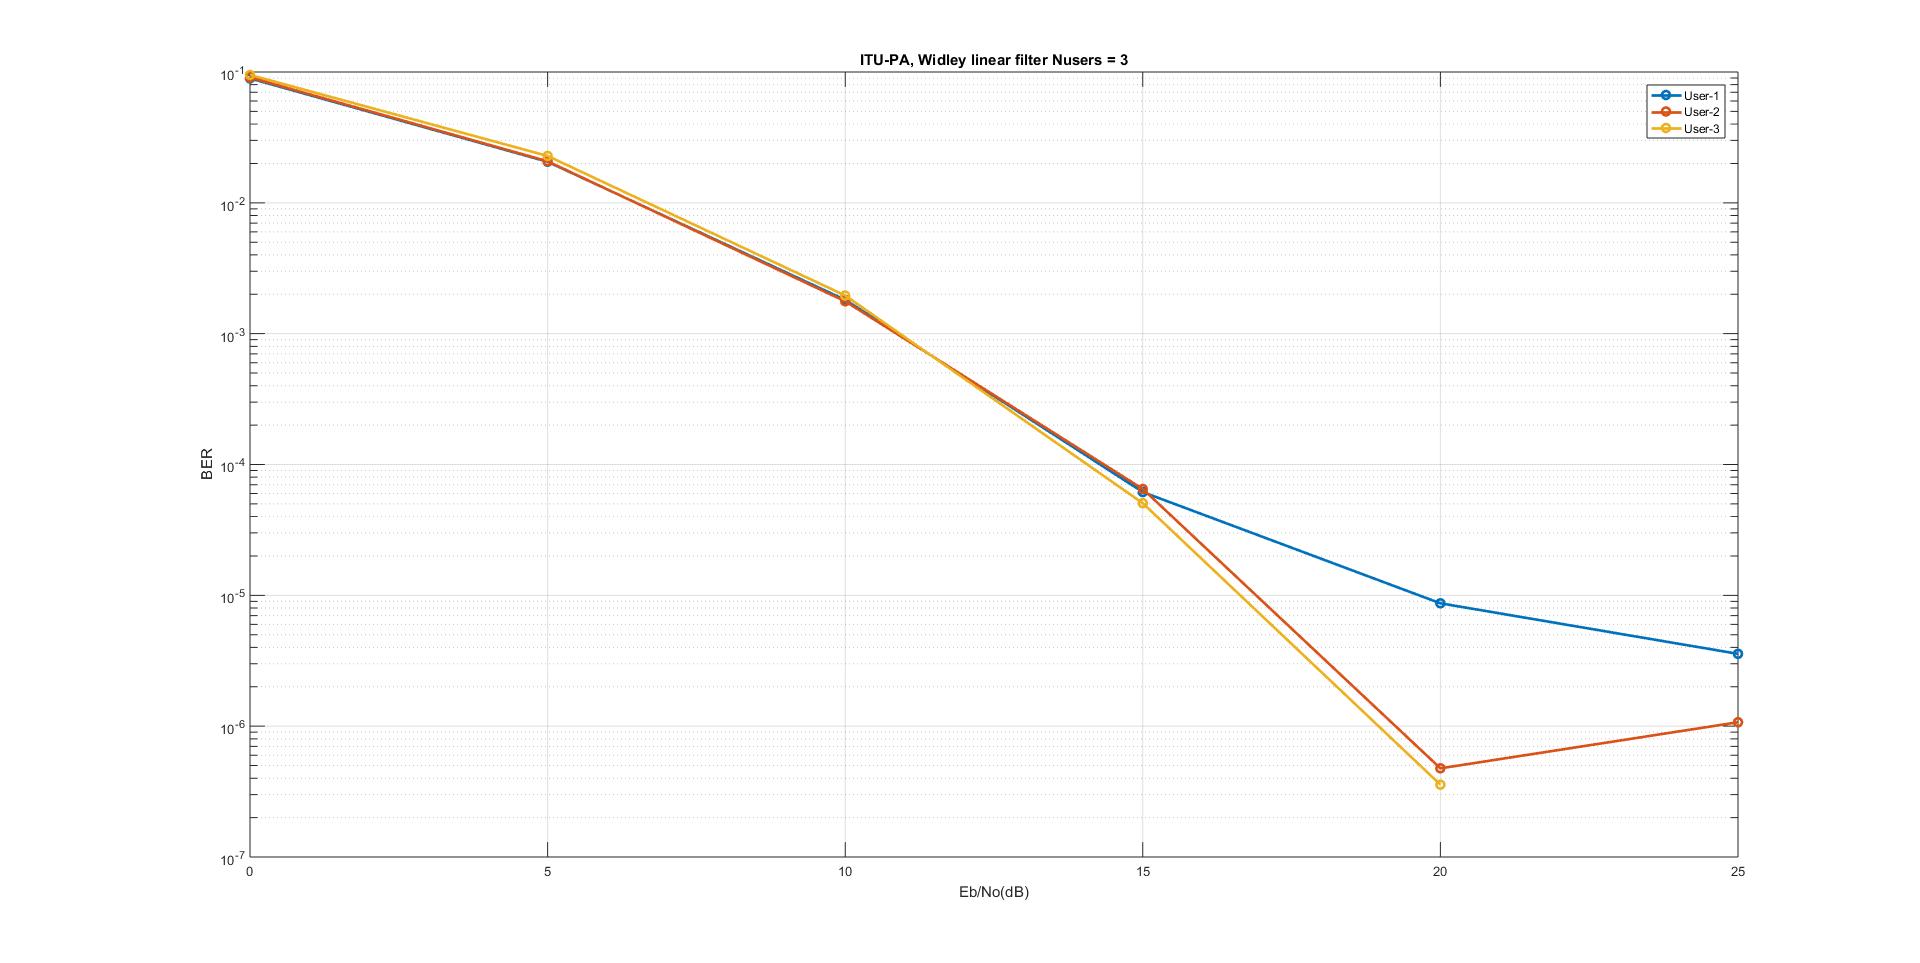 ITU-PA, Widley linear filter Nusers = 3
10^-1
10^-2
10^-3
10^-4
10^-5
10^-6
10^-7
BER
User-1
User-2
User-3
0 5 10 15 20 25
Eb/No(dB)